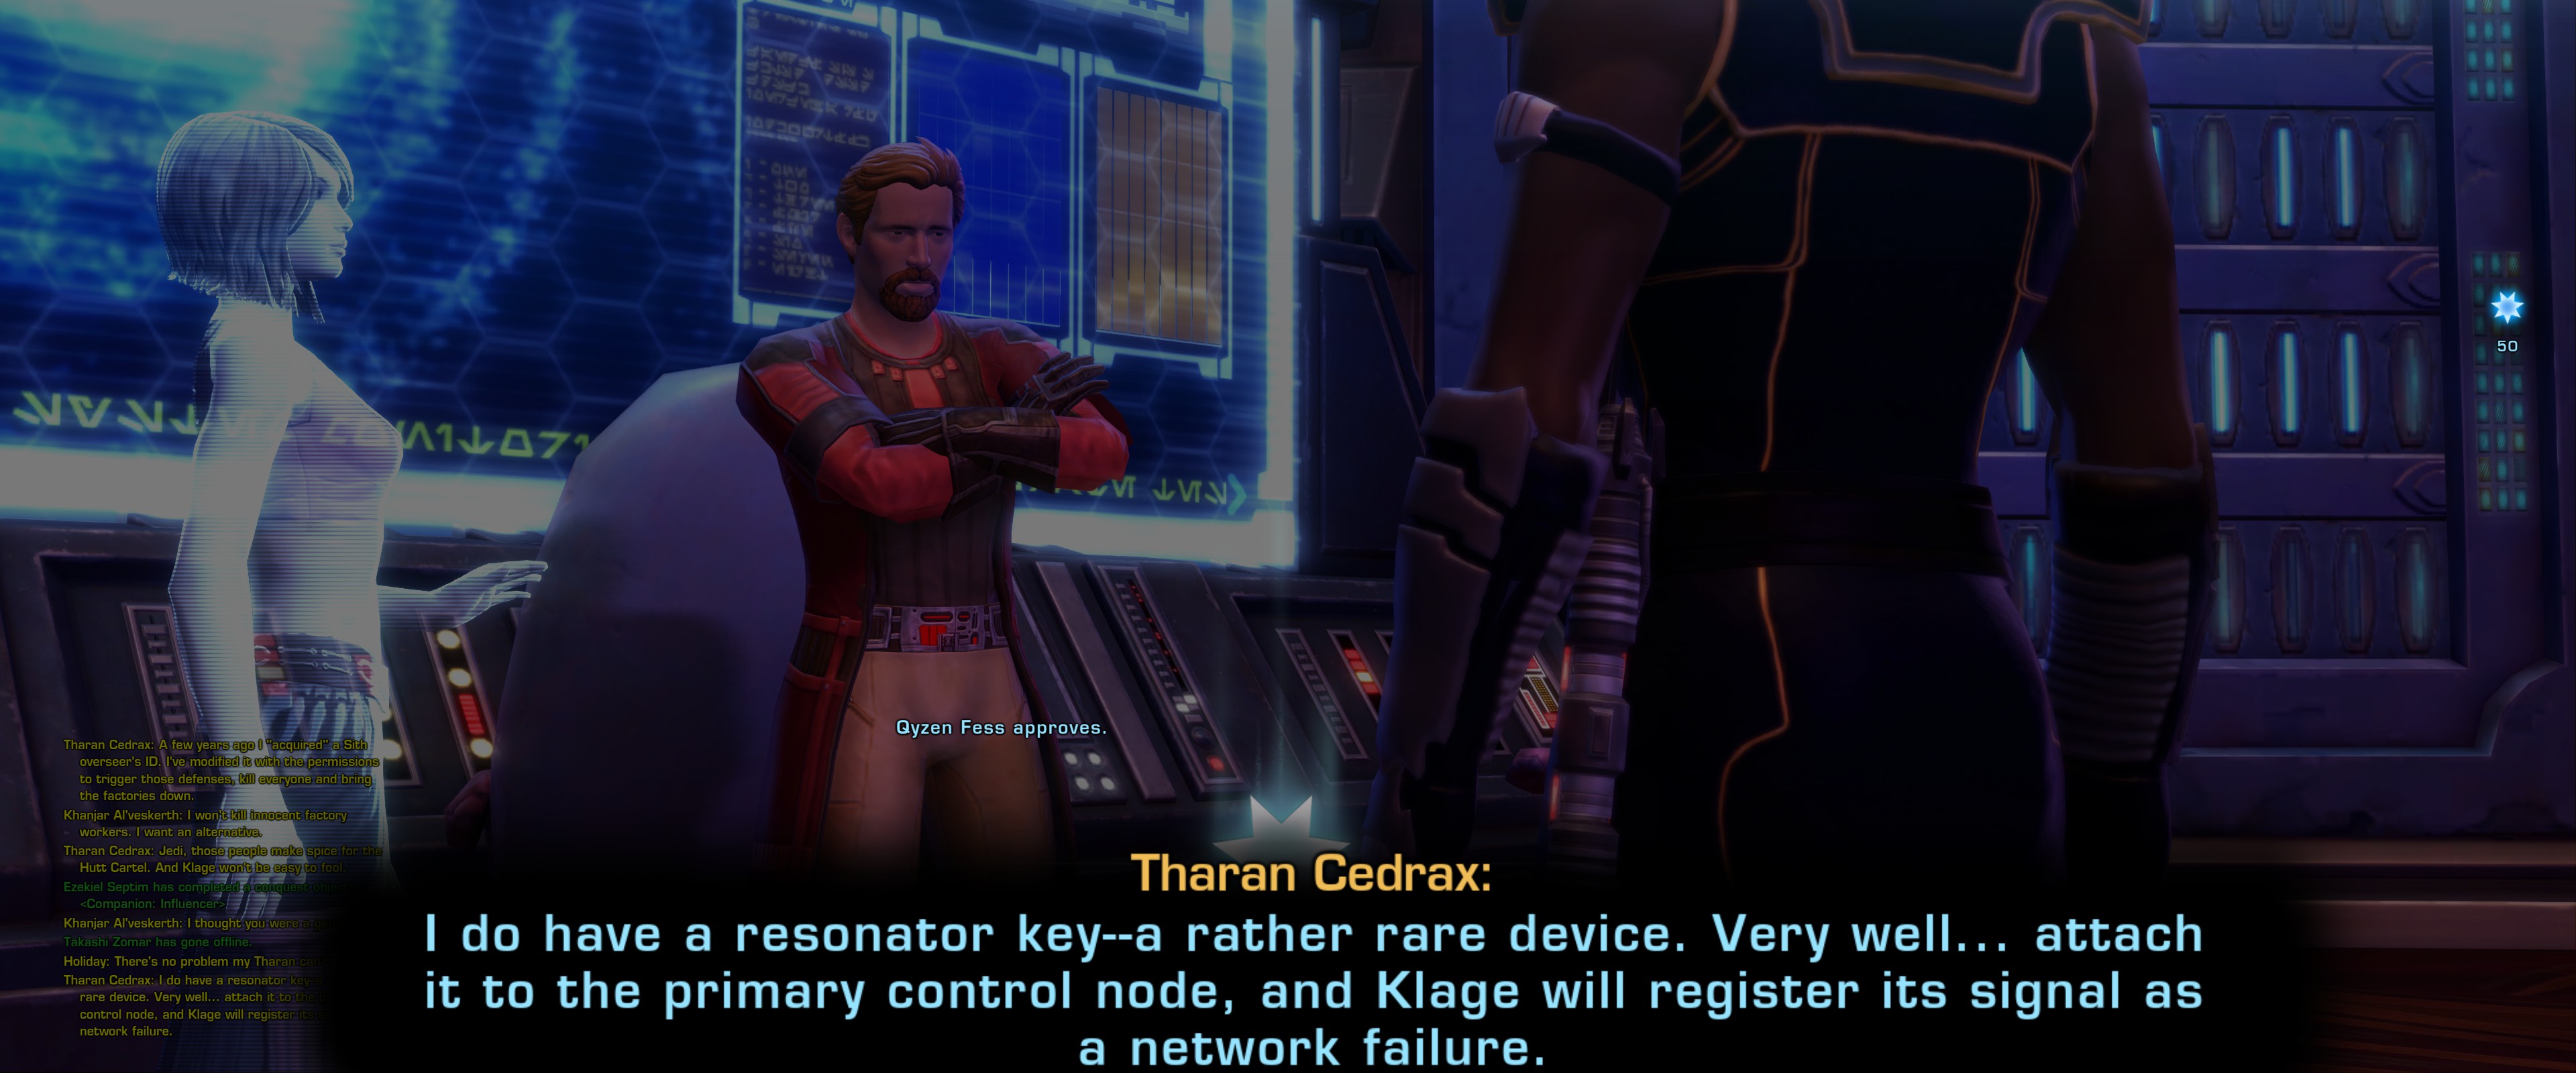 50
Qyzen Fess approves.
Tharan Cedrax: A few years ago I "acquired" a Sith
overseer's ID. I've modified it with the permissions
to trigger those defenses, kill everyone and bring
the factories down.
Khanjar Al'veskerth: I won't kill innocent factory
workers. I want an alternative.
Tharan Cedrax: Jedi, those people make spice for the
Hutt Cartel. And Klage won't be easy to fool.
Ezekiel Septim has completed a conquest
<Companion: Influencer>
Khanjar Al'veskerth: I thought you were a
Takashi Zomar has gone offline.
Holiday: There's no problem my Tharan can
Tharan Cedrax: I do have a resonator key
rare device. Very well... attach it to the
control node, and Klage will register its
network failure.
Tharan Cedrax:
I do have a resonator key--a rather rare device. Very well... attach
it to the primary control node, and Klage will register its signal as
a network failure.